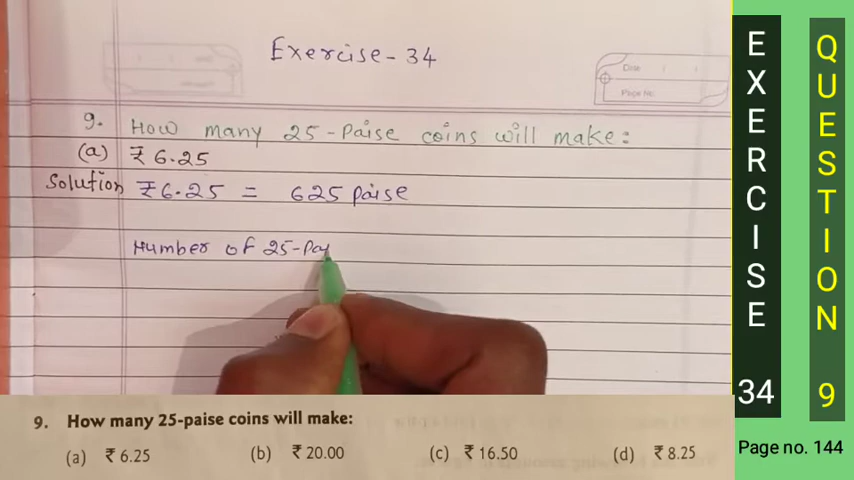 Exercise - 34
9. How many 25-Paise coins will make:
(a) ₹ 6.25
Solution ₹ 6.25 = 625 Paise
Number of 25-Pai
9. How many 25-paise coins will make:
(a) ₹ 6.25 (b) ₹ 20.00 (c) ₹ 16.50 (d) ₹ 8.25
EXERCISE 34
QUESTION 9
Page no. 144
Date
Page No.